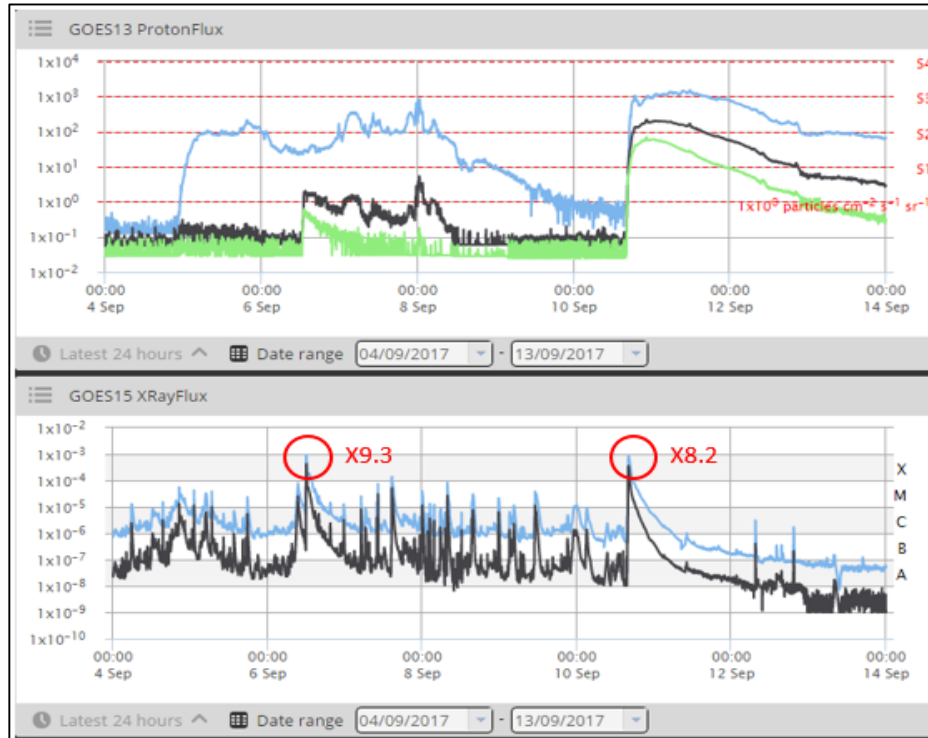 GOES13 ProtonFlux
1x10⁴
1x10³
1x10²
1x10¹
1x10⁰
1x10⁻¹
1x10⁻²
S4
S3
S2
S1
1x10⁰ particles cm⁻² s⁻¹ sr⁻¹
00:00 00:00 00:00 00:00 00:00 00:00
4 Sep 6 Sep 8 Sep 10 Sep 12 Sep 14 Sep
Latest 24 hours Date range 04/09/2017 - 13/09/2017
GOES15 XRayFlux
1x10⁻²
1x10⁻³
1x10⁻⁴
1x10⁻⁵
1x10⁻⁶
1x10⁻⁷
1x10⁻⁸
1x10⁻⁹
1x10⁻¹⁰
X9.3 X8.2
X
M
C
B
A
00:00 00:00 00:00 00:00 00:00 00:00
4 Sep 6 Sep 8 Sep 10 Sep 12 Sep 14 Sep
Latest 24 hours Date range 04/09/2017 - 13/09/2017